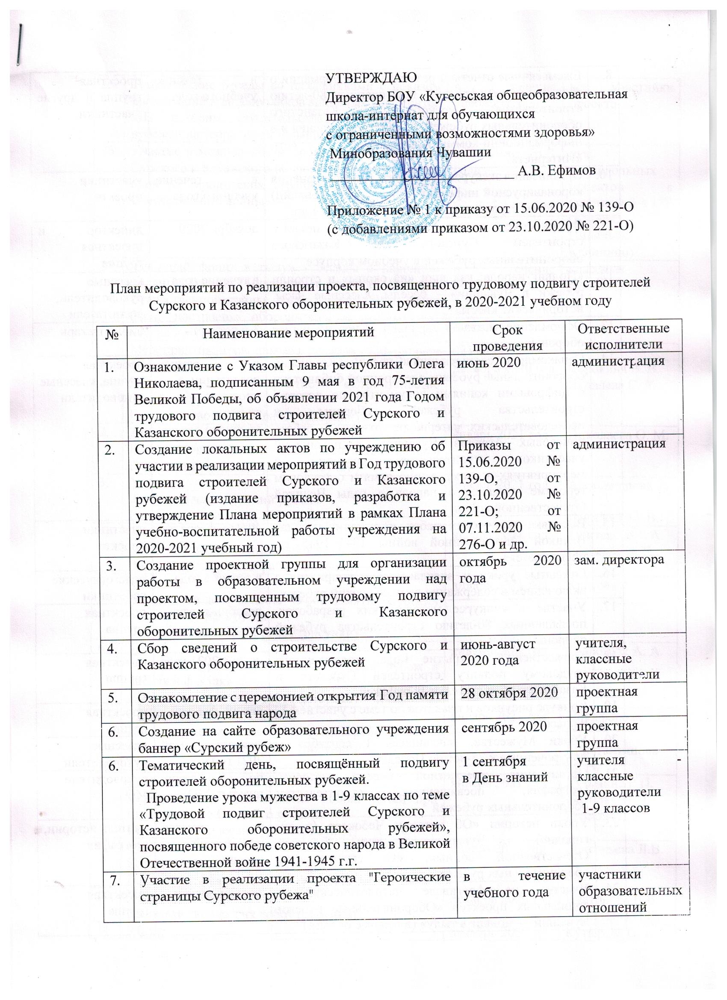 УТВЕРЖДАЮ
Директор БОУ «Кугесьская общеобразовательная
школа-интернат для обучающихся
с ограниченными возможностями здоровья»
Минобразования Чувашии
А.В. Ефимов
Приложение № 1 к приказу от 15.06.2020 № 139-О
(с добавлениями приказом от 23.10.2020 № 221-О)
План мероприятий по реализации проекта, посвященного трудовому подвигу строителей
Сурского и Казанского оборонительных рубежей, в 2020-2021 учебном году
№
Наименование мероприятий
Срок
проведения
Ответственные
исполнители
1.
Ознакомление с Указом Главы республики Олега
Николаева, подписанным 9 мая в год 75-летия
Великой Победы, об объявлении 2021 года Годом
трудового подвига строителей Сурского и
Казанского оборонительных рубежей
июнь 2020
администрация
2.
Создание локальных актов по учреждению об
участии в реализации мероприятий в Год трудового
подвига строителей Сурского и Казанского
рубежей (издание приказов, разработка и
утверждение Плана мероприятий в рамках Плана
учебно-воспитательной работы учреждения на
2020-2021 учебный год)
Приказы от
15.06.2020 №
139-О, от
23.10.2020 №
221-О; от
07.11.2020 №
276-О и др.
администрация
3.
Создание проектной группы для организации
работы в образовательном учреждении над
проектом, посвященным трудовому подвигу
строителей Сурского и Казанского
оборонительных рубежей
октябрь 2020
года
зам. директора
4.
Сбор сведений о строительстве Сурского и
Казанского оборонительных рубежей
июнь-август
2020 года
учителя,
классные
руководители
5.
Ознакомление с церемонией открытия Год памяти
трудового подвига народа
28 октября 2020
проектная
группа
6.
Создание на сайте образовательного учреждения
баннер «Сурский рубеж»
сентябрь 2020
проектная
группа
6.
Тематический день, посвящённый подвигу
строителей оборонительных рубежей.
Проведение урока мужества в 1-9 классах по теме
«Трудовой подвиг строителей Сурского и
Казанского оборонительных рубежей»,
посвященного победе советского народа в Великой
Отечественной войне 1941-1945 г.г.
1 сентября
в День знаний
учителя -
классные
руководители
1-9 классов
7.
Участие в реализации проекта "Героические
страницы Сурского рубежа"
в течение
учебного года
участники
образовательных
отношений